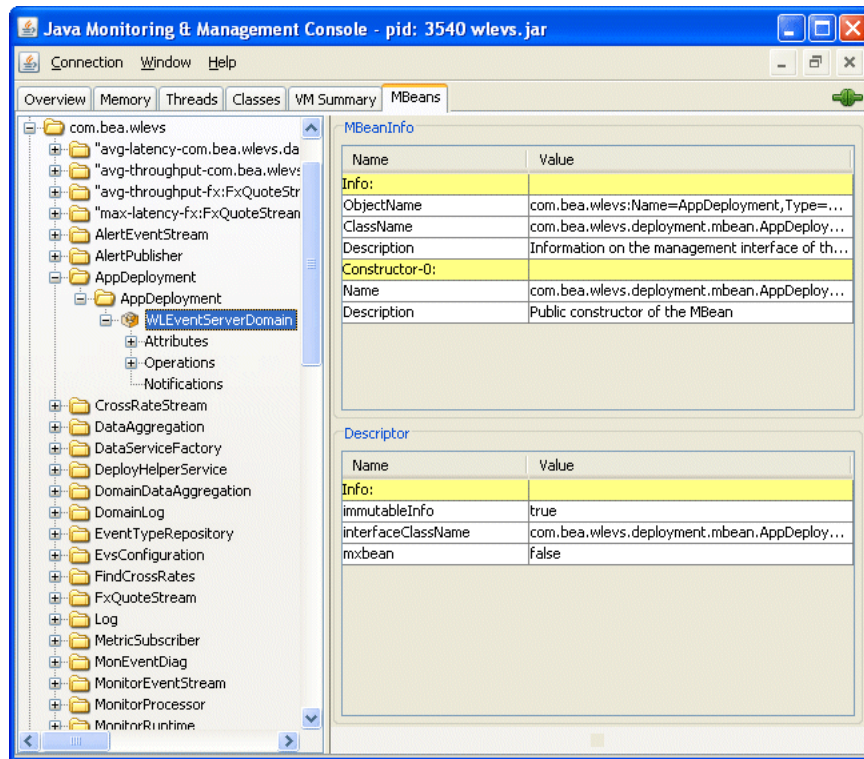 Java Monitoring & Management Console - pid: 3540 wlevs.jar
Connection Window Help
Overview Memory Threads Classes VM Summary MBeans
com.bea.wlevs
"avg-latency-com.bea.wlevs.da
"avg-throughput-com.bea.wlevs
"avg-throughput-fx:FxQuoteStr
"max-latency-fx:FxQuoteStrean
AlertEventStream
AlertPublisher
AppDeployment
AppDeployment
WLEventServerDomain
Attributes
Operations
Notifications
CrossRateStream
DataAggregation
DataServiceFactory
DeployHelperService
DomainDataAggregation
DomainLog
EventTypeRepository
EvsConfiguration
FindCrossRates
FxQuoteStream
Log
MetricSubscriber
MonEventDiag
MonitorEventStream
MonitorProcessor
MonitorRuntime
MBeanInfo
Name Value
Info:
ObjectName com.bea.wlevs:Name=AppDeployment,Type=...
ClassName com.bea.wlevs.deployment.mbean.AppDeploy...
Description Information on the management interface of th...
Constructor-0:
Name com.bea.wlevs.deployment.mbean.AppDeploy...
Description Public constructor of the MBean
Descriptor
Name Value
Info:
immutableInfo true
interfaceClassName com.bea.wlevs.deployment.mbean.AppDeploy...
mxbean false